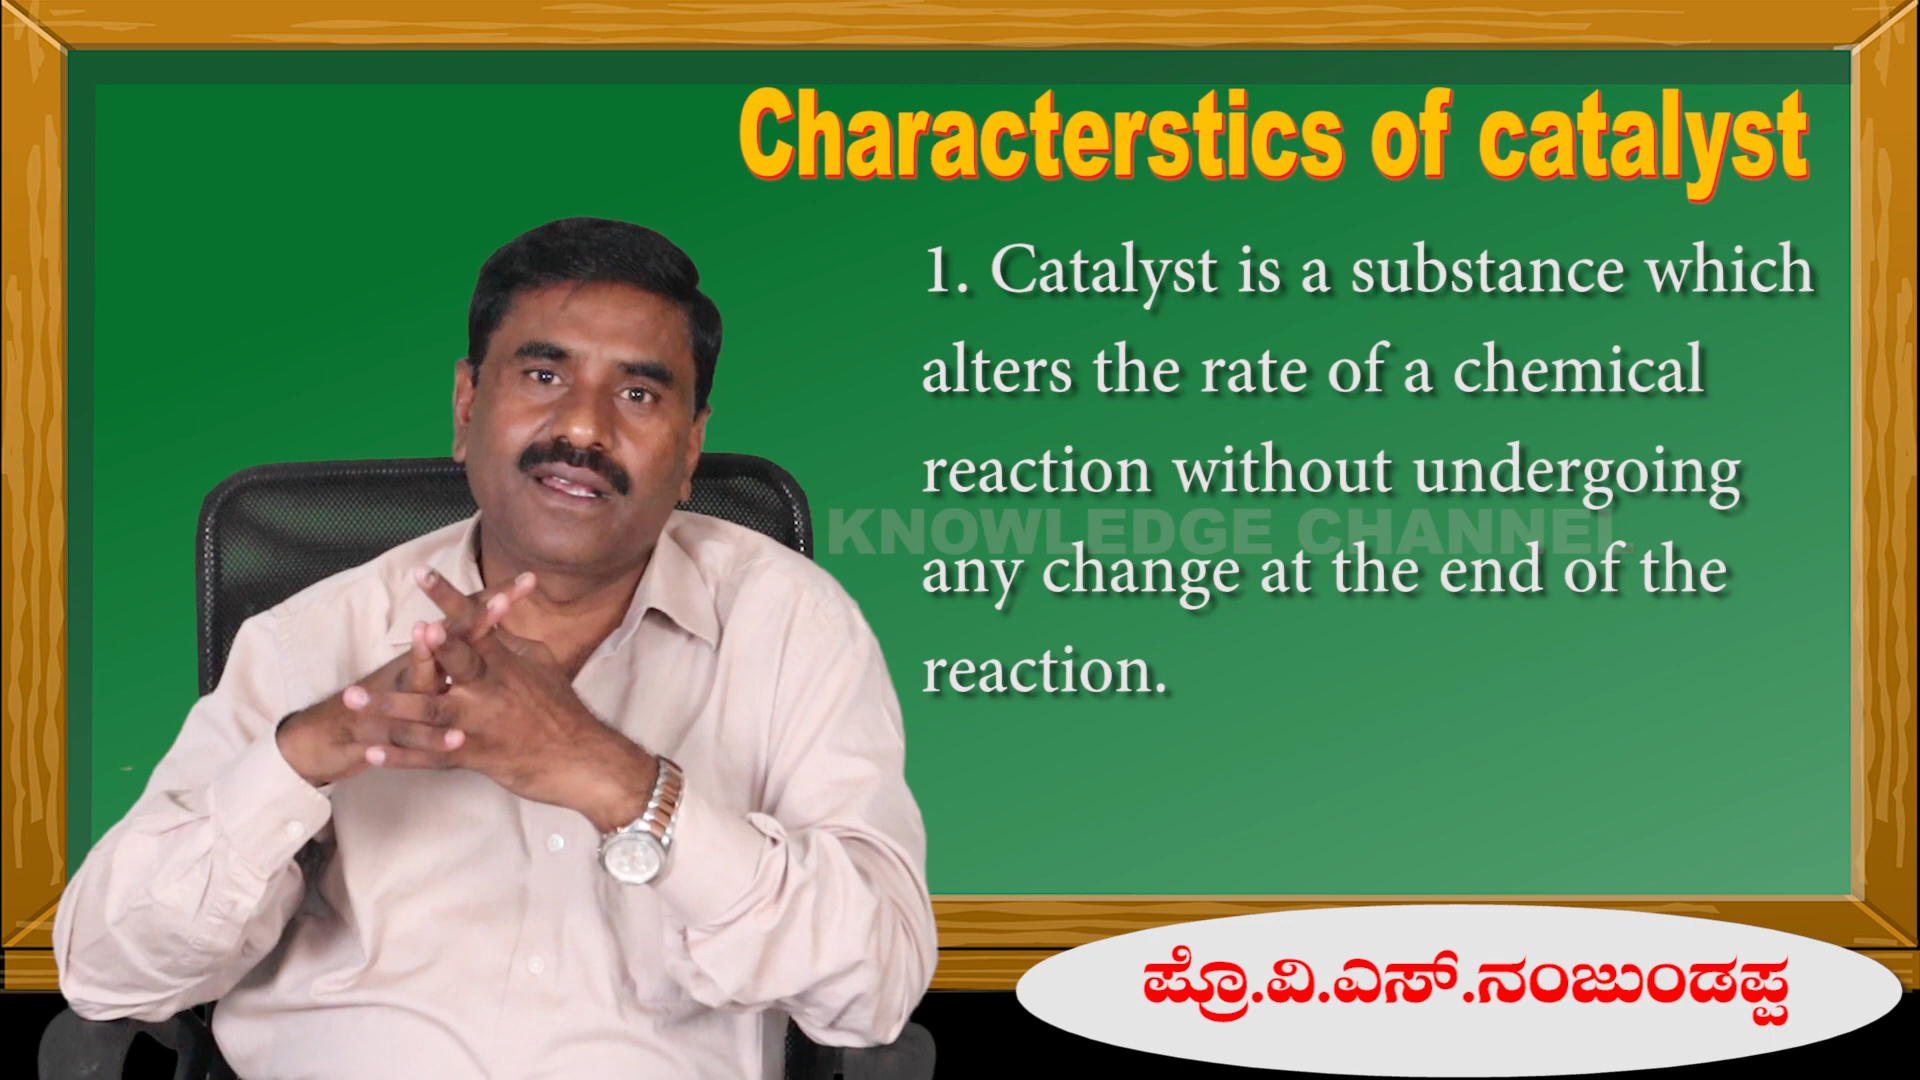 Characterstics of catalyst
1. Catalyst is a substance which
alters the rate of a chemical
reaction without undergoing
any change at the end of the
reaction.
KNOWLEDGE CHANNEL
ಪ್ರೊ.ವಿ.ಎಸ್.ನಂಜುಂಡಪ್ಪ